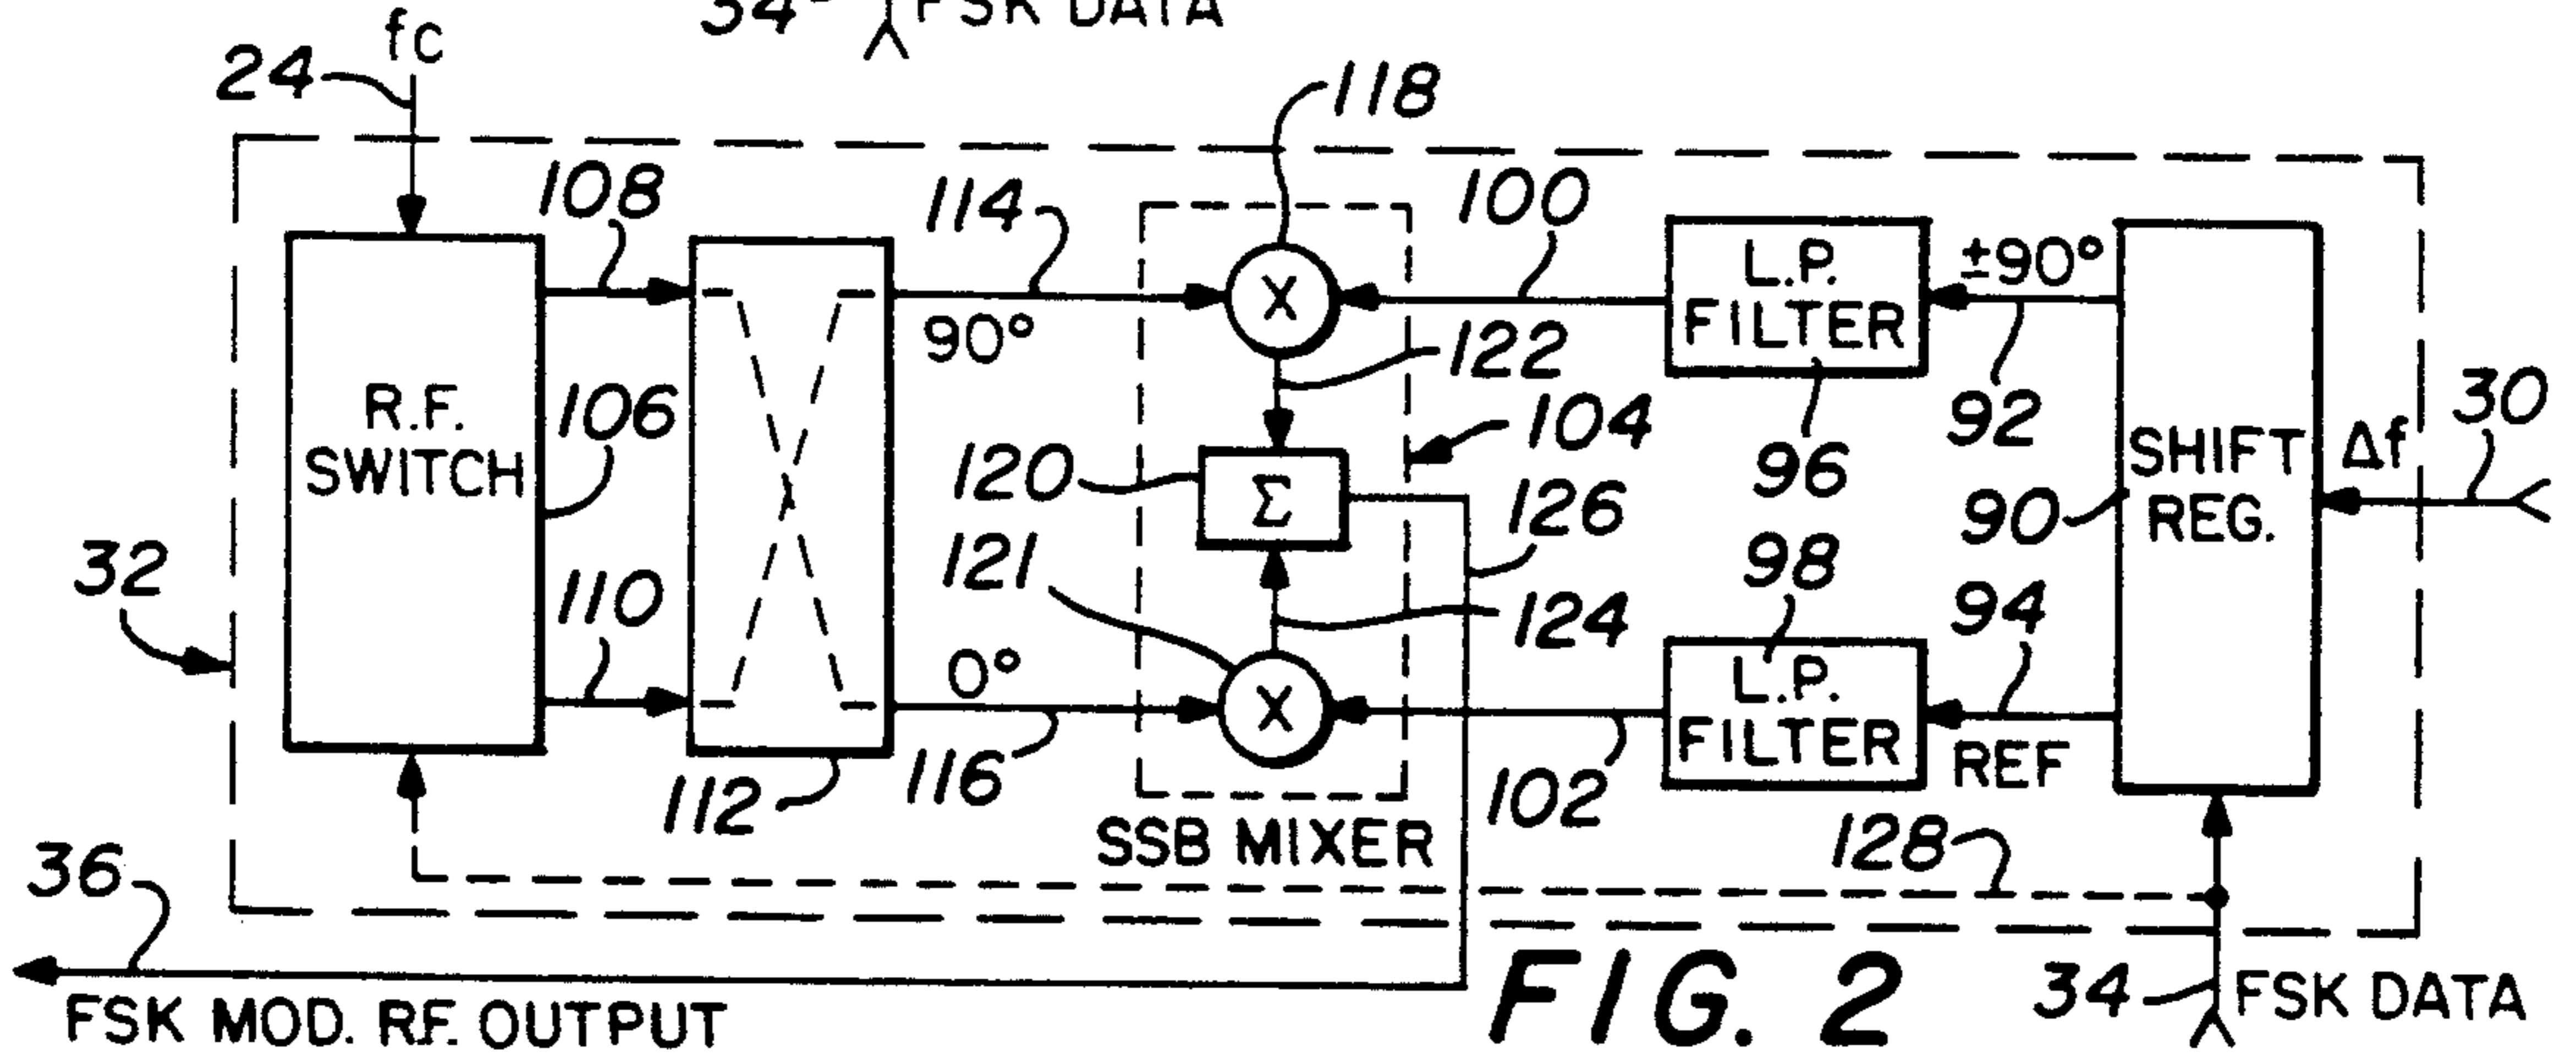 34 FSK DATA
fc
24
118
108
114
100
L.P.
FILTER
±90°
X
90°
122
92
30
R.F.
SWITCH
106
104
96
SHIFT
REG.
Δf
120
Σ
126
90
32
121
98
94
110
124
0°
X
L.P.
FILTER
REF
116
112
102
SSB MIXER
128
36
34
FSK DATA
FSK MOD. R.F. OUTPUT
FIG. 2